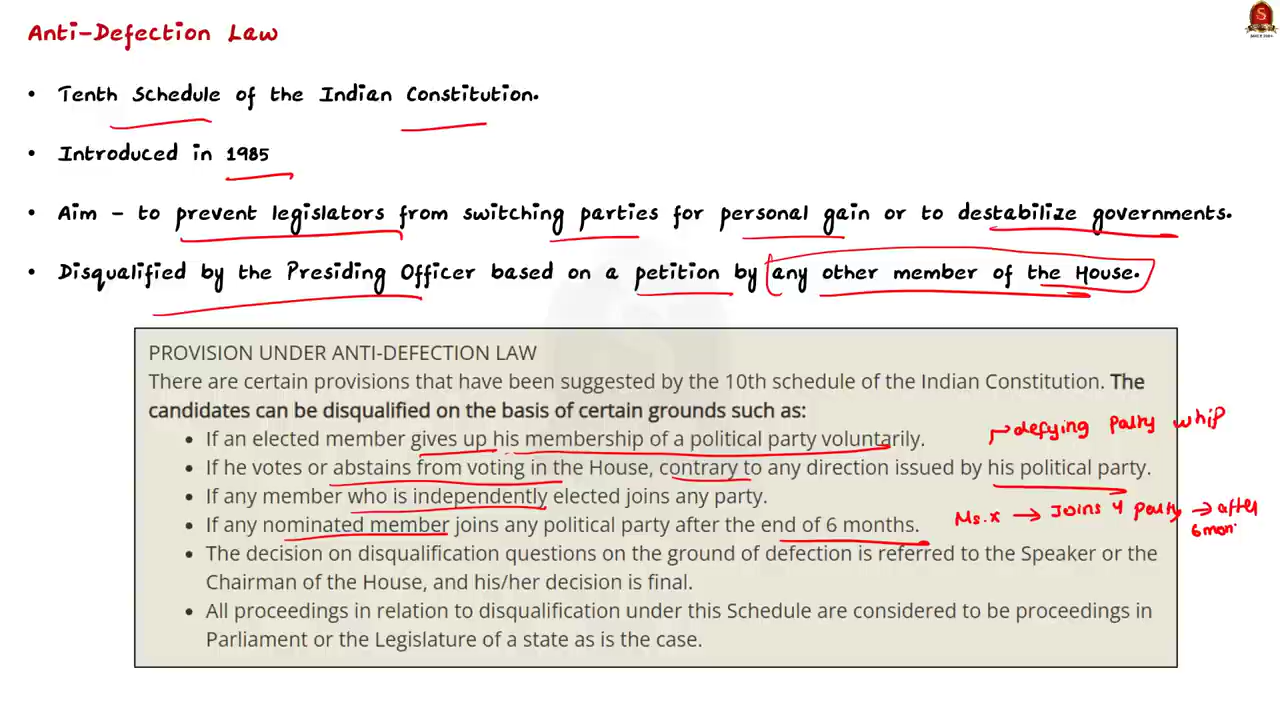 Anti-Defection Law
• Tenth Schedule of the Indian Constitution.
• Introduced in 1985
• Aim - to prevent legislators from switching parties for personal gain or to destabilize governments.
• Disqualified by the Presiding Officer based on a petition by any other member of the House.
PROVISION UNDER ANTI-DEFECTION LAW
There are certain provisions that have been suggested by the 10th schedule of the Indian Constitution. The
candidates can be disqualified on the basis of certain grounds such as:
• If an elected member gives up his membership of a political party voluntarily.
defying party whip
• If he votes or abstains from voting in the House, contrary to any direction issued by his political party.
• If any member who is independently elected joins any party.
• If any nominated member joins any political party after the end of 6 months.
Ms.X → Joins Y party → after
6mon
• The decision on disqualification questions on the ground of defection is referred to the Speaker or the
Chairman of the House, and his/her decision is final.
• All proceedings in relation to disqualification under this Schedule are considered to be proceedings in
Parliament or the Legislature of a state as is the case.